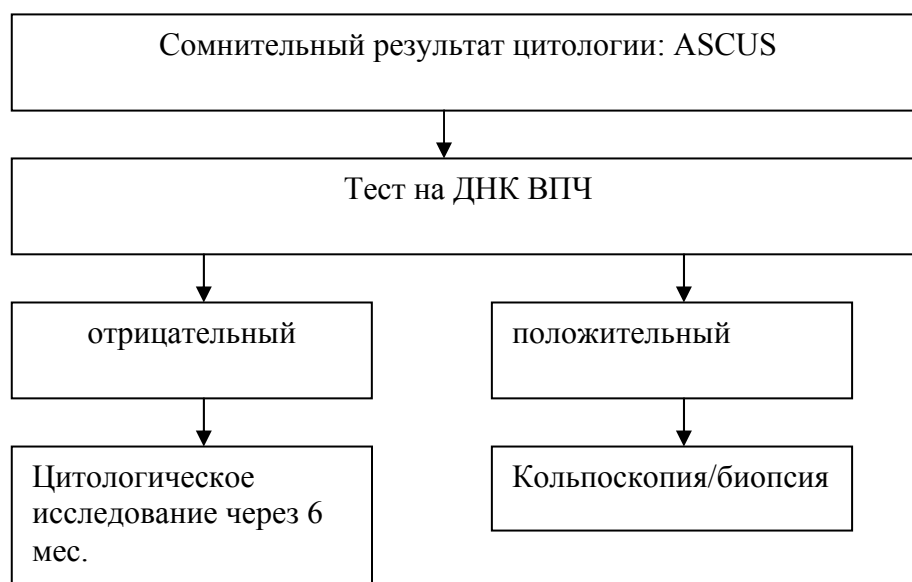 Сомнительный результат цитологии: ASCUS
Тест на ДНК ВПЧ
отрицательный
положительный
Цитологическое
исследование через 6
мес.
Кольпоскопия/биопсия